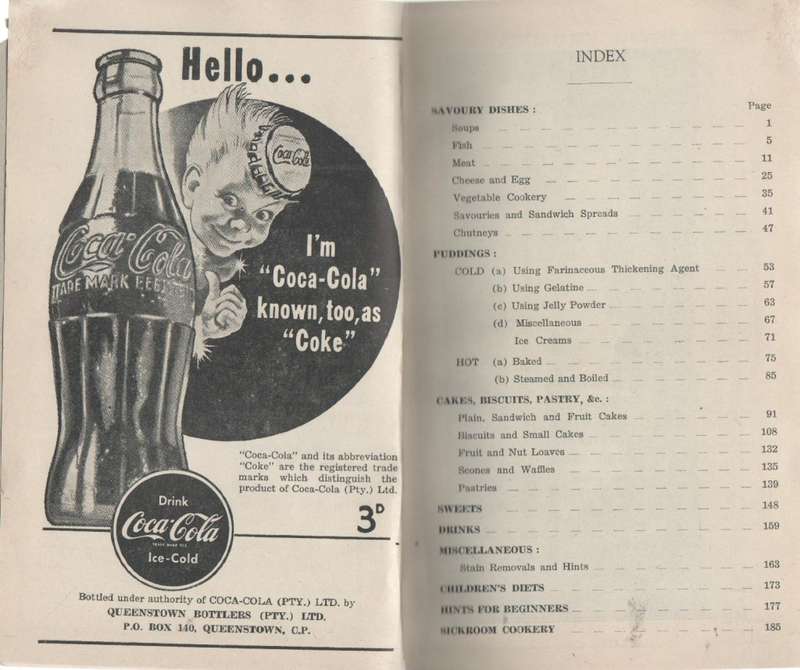 Hello...
Coca-Cola
I'm
"Coca-Cola"
known, too, as
"Coke"
Coca-Cola
TRADE MARK REG
"Coca-Cola" and its abbreviation
"Coke" are the registered trade
marks which distinguish the
product of Coca-Cola (Pty.) Ltd.
3D
Drink
Coca-Cola
Ice-Cold
Bottled under authority of COCA-COLA (PTY.) LTD. by
QUEENSTOWN BOTTLERS (PTY.) LTD.
P.O. BOX 140, QUEENSTOWN, C.P.
INDEX
Page
SAVOURY DISHES :
Soups 1
Fish 5
Meat 11
Cheese and Egg 25
Vegetable Cookery 35
Savouries and Sandwich Spreads 41
Chutneys 47
PUDDINGS :
COLD (a) Using Farinaceous Thickening Agent 53
(b) Using Gelatine 57
(c) Using Jelly Powder 63
(d) Miscellaneous 67
Ice Creams 71
HOT (a) Baked 75
(b) Steamed and Boiled 85
CAKES, BISCUITS, PASTRY, &c. :
Plain, Sandwich and Fruit Cakes 91
Biscuits and Small Cakes 108
Fruit and Nut Loaves 132
Scones and Waffles 135
Pastries 139
SWEETS 148
DRINKS 159
MISCELLANEOUS :
Stain Removals and Hints 163
CHILDREN'S DIETS 173
HINTS FOR BEGINNERS 177
SICKROOM COOKERY 185